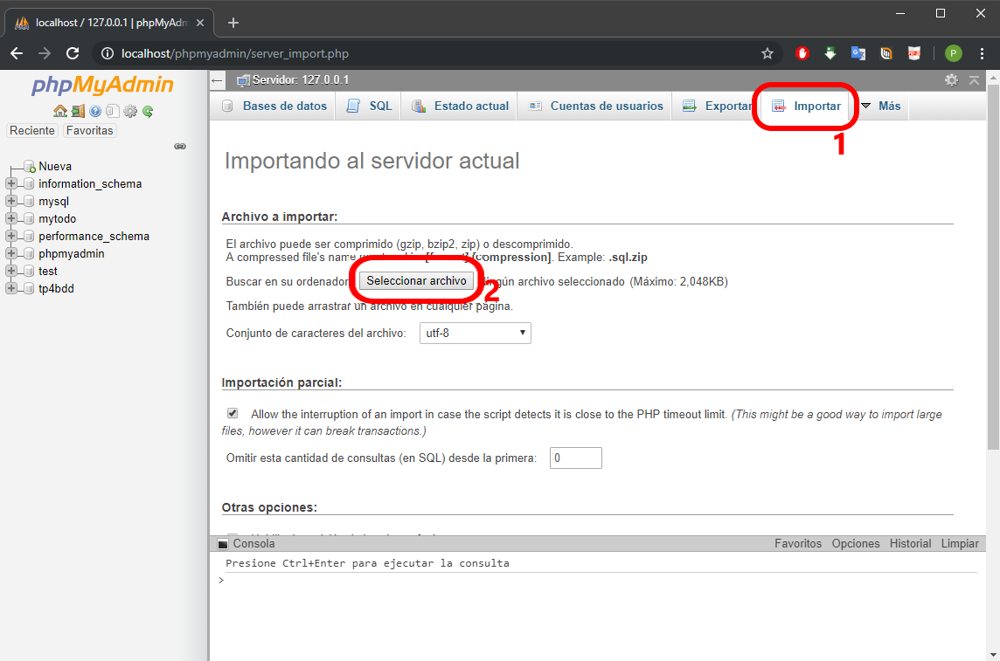 localhost / 127.0.0.1 | phpMyAdm
localhost/phpmyadmin/server_import.php
P
phpMyAdmin
Servidor: 127.0.0.1
Bases de datos SQL Estado actual Cuentas de usuarios Exportar Importar Más
1
Reciente Favoritas
Nueva
information_schema
mysql
mytodo
performance_schema
phpmyadmin
test
tp4bdd
Importando al servidor actual
Archivo a importar:
El archivo puede ser comprimido (gzip, bzip2, zip) o descomprimido.
A compressed file's name compression]. Example: .sql.zip
Buscar en su ordenador Seleccionar archivo archivo seleccionado (Máximo: 2,048KB)
2
También puede arrastrar un archivo en cualquier página.
Conjunto de caracteres del archivo: utf-8
Importación parcial:
Allow the interruption of an import in case the script detects it is close to the PHP timeout limit. (This might be a good way to import large
files, however it can break transactions.)
Omitir esta cantidad de consultas (en SQL) desde la primera: 0
Otras opciones:
Consola Favoritos Opciones Historial Limpiar
Presione Ctrl+Enter para ejecutar la consulta
>